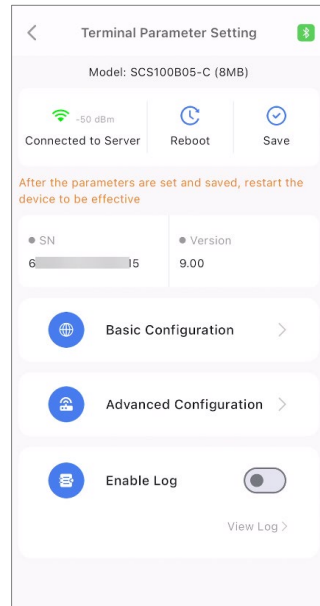 Terminal Parameter Setting
Model: SCS100B05-C (8MB)
-50 dBm
Connected to Server
Reboot
Save
After the parameters are set and saved, restart the
device to be effective
SN
Version
6 15
9.00
Basic Configuration
Advanced Configuration
Enable Log
View Log